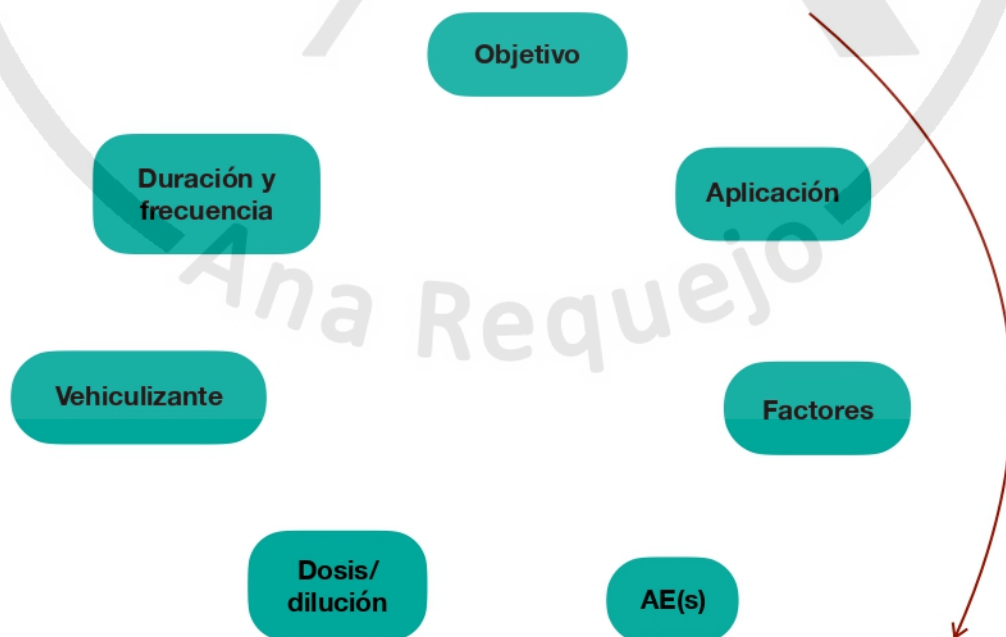 Objetivo
Aplicación
Factores
AE(s)
Dosis/
dilución
Vehiculizante
Duración y
frecuencia
Ana Requejo